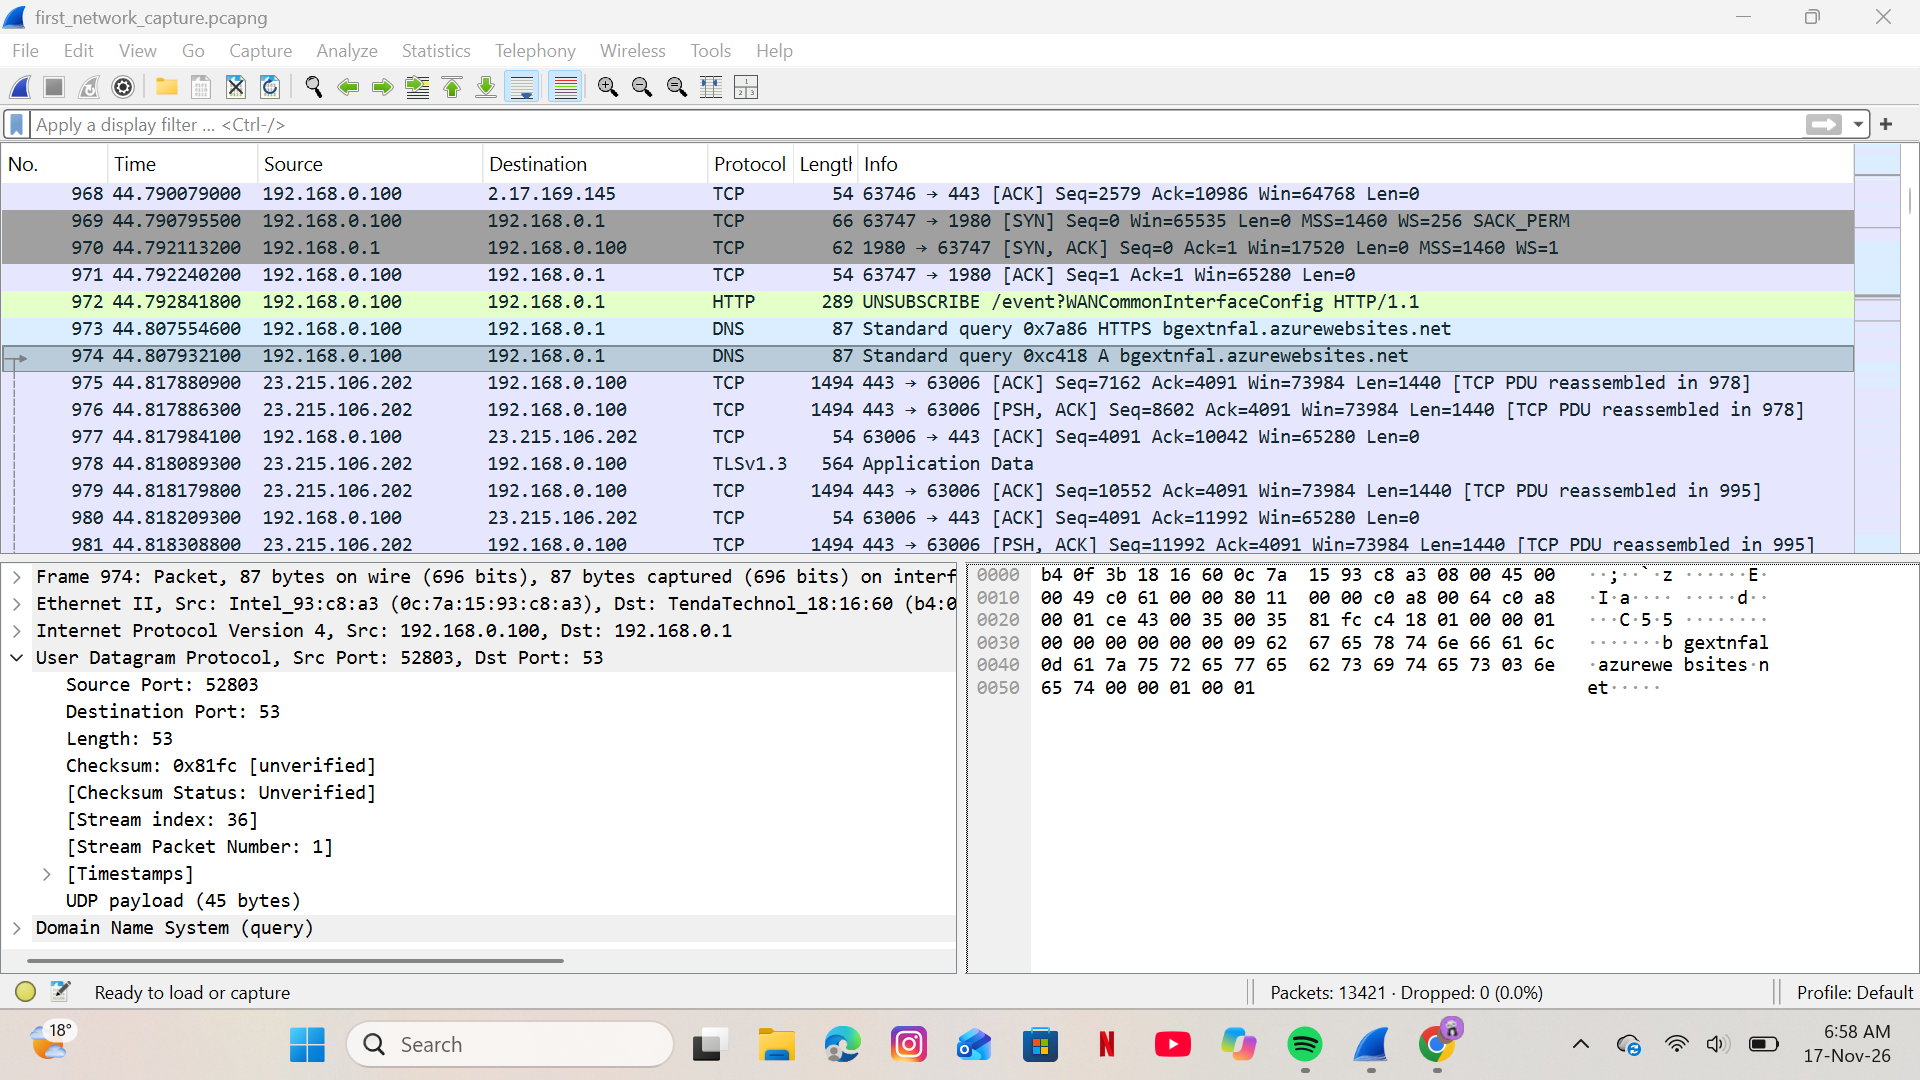 first_network_capture.pcapng
File Edit View Go Capture Analyze Statistics Telephony Wireless Tools Help
Apply a display filter ... <Ctrl-/>
No. Time Source Destination Protocol Length Info
968 44.790079000 192.168.0.100 2.17.169.145 TCP 54 63746 → 443 [ACK] Seq=2579 Ack=10986 Win=64768 Len=0
969 44.790795500 192.168.0.100 192.168.0.1 TCP 66 63747 → 1980 [SYN] Seq=0 Win=65535 Len=0 MSS=1460 WS=256 SACK_PERM
970 44.792113200 192.168.0.1 192.168.0.100 TCP 62 1980 → 63747 [SYN, ACK] Seq=0 Ack=1 Win=17520 Len=0 MSS=1460 WS=1
971 44.792240200 192.168.0.100 192.168.0.1 TCP 54 63747 → 1980 [ACK] Seq=1 Ack=1 Win=65280 Len=0
972 44.792841800 192.168.0.100 192.168.0.1 HTTP 289 UNSUBSCRIBE /event?WANCommonInterfaceConfig HTTP/1.1
973 44.807554600 192.168.0.100 192.168.0.1 DNS 87 Standard query 0x7a86 HTTPS bgextnfal.azurewebsites.net
974 44.807932100 192.168.0.100 192.168.0.1 DNS 87 Standard query 0xc418 A bgextnfal.azurewebsites.net
975 44.817880900 23.215.106.202 192.168.0.100 TCP 1494 443 → 63006 [ACK] Seq=7162 Ack=4091 Win=73984 Len=1440 [TCP PDU reassembled in 978]
976 44.817886300 23.215.106.202 192.168.0.100 TCP 1494 443 → 63006 [PSH, ACK] Seq=8602 Ack=4091 Win=73984 Len=1440 [TCP PDU reassembled in 978]
977 44.817984100 192.168.0.100 23.215.106.202 TCP 54 63006 → 443 [ACK] Seq=4091 Ack=10042 Win=65280 Len=0
978 44.818089300 23.215.106.202 192.168.0.100 TLSv1.3 564 Application Data
979 44.818179800 23.215.106.202 192.168.0.100 TCP 1494 443 → 63006 [ACK] Seq=10552 Ack=4091 Win=73984 Len=1440 [TCP PDU reassembled in 995]
980 44.818209300 192.168.0.100 23.215.106.202 TCP 54 63006 → 443 [ACK] Seq=4091 Ack=11992 Win=65280 Len=0
981 44.818308800 23.215.106.202 192.168.0.100 TCP 1494 443 → 63006 [PSH, ACK] Seq=11992 Ack=4091 Win=73984 Len=1440 [TCP PDU reassembled in 995]
Frame 974: Packet, 87 bytes on wire (696 bits), 87 bytes captured (696 bits) on interf
Ethernet II, Src: Intel_93:c8:a3 (0c:7a:15:93:c8:a3), Dst: TendaTechnol_18:16:60 (b4:0
Internet Protocol Version 4, Src: 192.168.0.100, Dst: 192.168.0.1
User Datagram Protocol, Src Port: 52803, Dst Port: 53
Source Port: 52803
Destination Port: 53
Length: 53
Checksum: 0x81fc [unverified]
[Checksum Status: Unverified]
[Stream index: 36]
[Stream Packet Number: 1]
[Timestamps]
UDP payload (45 bytes)
Domain Name System (query)
0000 b4 0f 3b 18 16 60 0c 7a 15 93 c8 a3 08 00 45 00 ··;··`·z ······E·
0010 00 49 c0 61 00 00 80 11 00 00 c0 a8 00 64 c0 a8 ·I·a···· ·····d··
0020 00 01 ce 43 00 35 00 35 81 fc c4 18 01 00 00 01 ···C·5·5 ········
0030 00 00 00 00 00 00 09 62 67 65 78 74 6e 66 61 6c ·······b gextnfal
0040 0d 61 7a 75 72 65 77 65 62 73 69 74 65 73 03 6e ·azurewe bsites·n
0050 65 74 00 00 01 00 01 et·····
Ready to load or capture
Packets: 13421 · Dropped: 0 (0.0%)
Profile: Default
18°
Search
6:58 AM
17-Nov-26